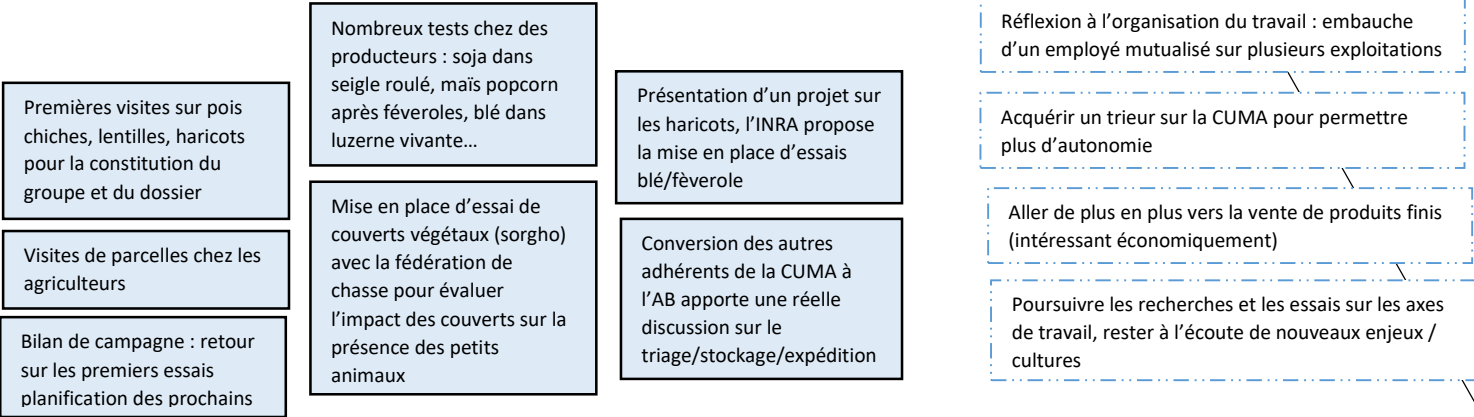 Premières visites sur pois
chiches, lentilles, haricots
pour la constitution du
groupe et du dossier
Visites de parcelles chez les
agriculteurs
Bilan de campagne : retour
sur les premiers essais
planification des prochains
Nombreux tests chez des
producteurs : soja dans
seigle roulé, maïs popcorn
après féveroles, blé dans
luzerne vivante…
Mise en place d’essai de
couverts végétaux (sorgho)
avec la fédération de
chasse pour évaluer
l’impact des couverts sur la
présence des petits
animaux
Présentation d’un projet sur
les haricots, l’INRA propose
la mise en place d’essais
blé/fèverole
Conversion des autres
adhérents de la CUMA à
l’AB apporte une réelle
discussion sur le
triage/stockage/expédition
Réflexion à l’organisation du travail : embauche
d’un employé mutualisé sur plusieurs exploitations
Acquérir un trieur sur la CUMA pour permettre
plus d’autonomie
Aller de plus en plus vers la vente de produits finis
(intéressant économiquement)
Poursuivre les recherches et les essais sur les axes
de travail, rester à l’écoute de nouveaux enjeux /
cultures